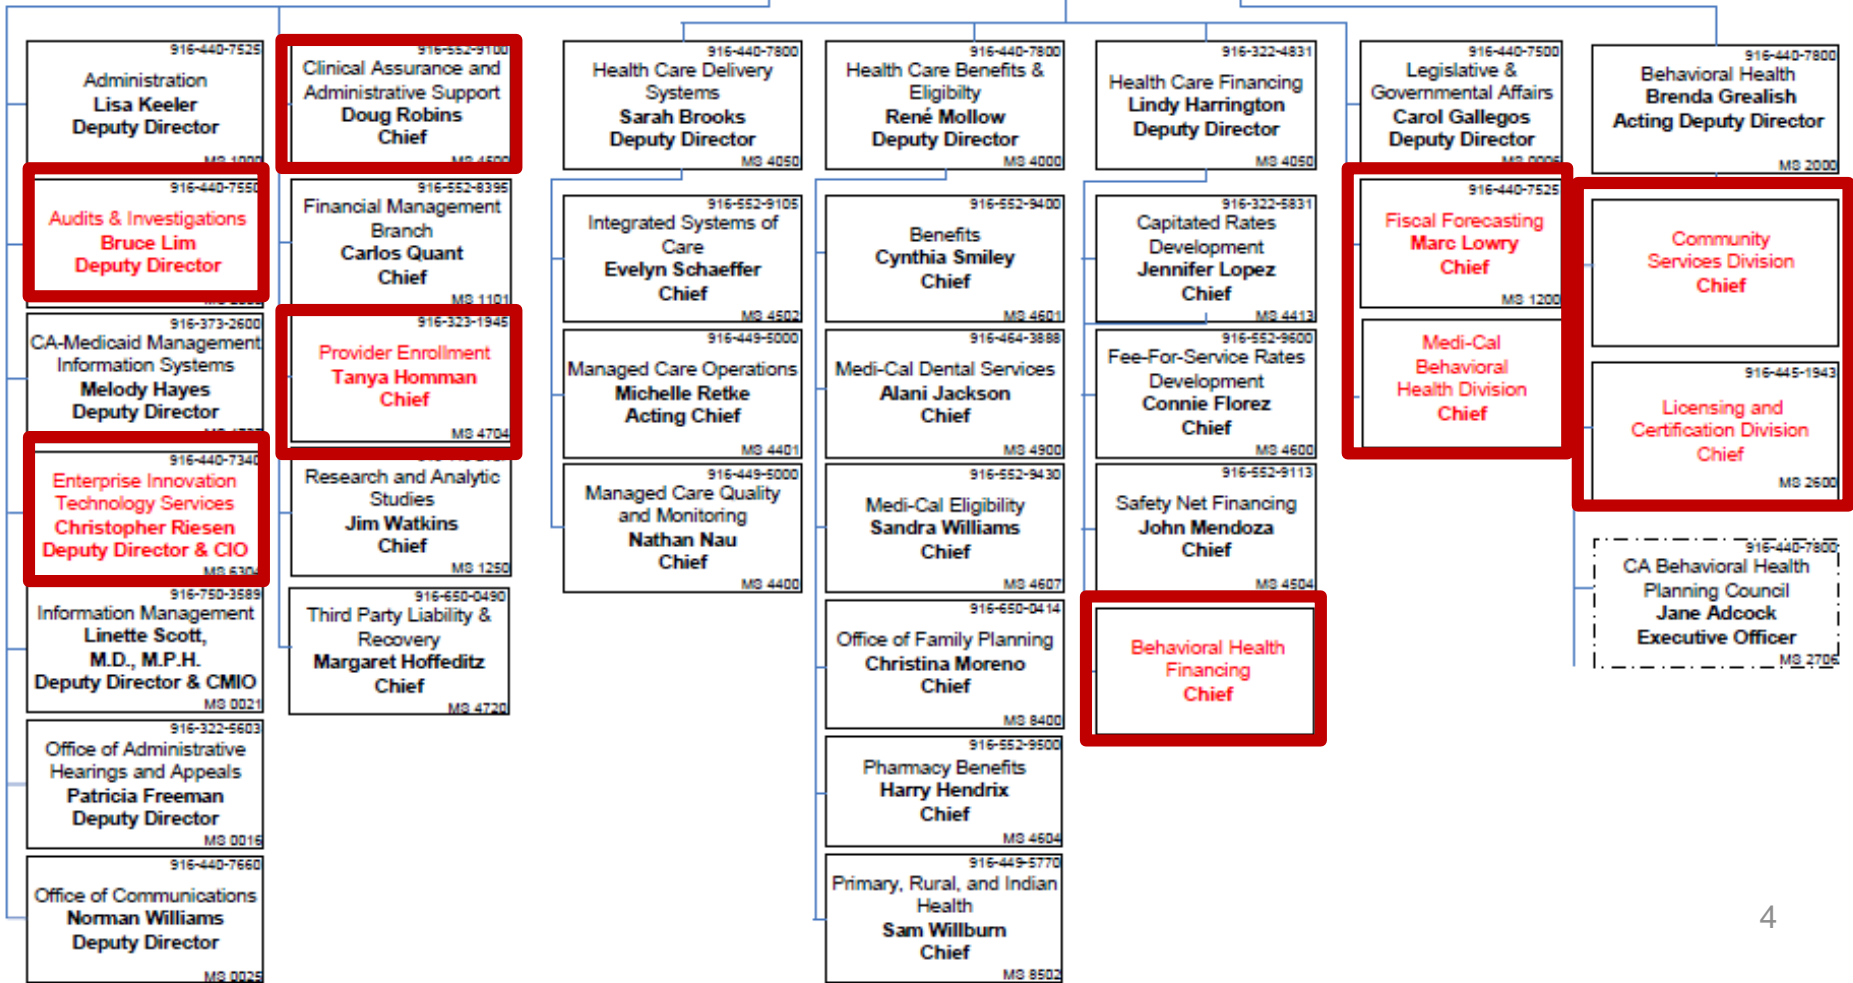 916-440-7525
Administration
Lisa Keeler
Deputy Director
916-440-7550
Audits & Investigations
Bruce Lim
Deputy Director
916-373-2600
CA-Medicaid Management
Information Systems
Melody Hayes
Deputy Director
916-440-7340
Enterprise Innovation
Technology Services
Christopher Riesen
Deputy Director & CIO
MS 6304
916-750-3589
Information Management
Linette Scott,
M.D., M.P.H.
Deputy Director & CMIO
MS 0021
916-322-5603
Office of Administrative
Hearings and Appeals
Patricia Freeman
Deputy Director
MS 0016
916-440-7660
Office of Communications
Norman Williams
Deputy Director
MS 0025
916-552-9100
Clinical Assurance and
Administrative Support
Doug Robins
Chief
MS 4500
916-552-8395
Financial Management
Branch
Carlos Quant
Chief
MS 1101
916-323-1945
Provider Enrollment
Tanya Homman
Chief
MS 4704
Research and Analytic
Studies
Jim Watkins
Chief
MS 1250
916-650-0490
Third Party Liability &
Recovery
Margaret Hoffeditz
Chief
MS 4720
916-440-7800
Health Care Delivery
Systems
Sarah Brooks
Deputy Director
MS 4050
916-552-9105
Integrated Systems of
Care
Evelyn Schaeffer
Chief
MS 4502
916-449-5000
Managed Care Operations
Michelle Retke
Acting Chief
MS 4401
916-449-5000
Managed Care Quality
and Monitoring
Nathan Nau
Chief
MS 4400
916-440-7800
Health Care Benefits &
Eligibilty
René Mollow
Deputy Director
MS 4000
916-552-9400
Benefits
Cynthia Smiley
Chief
MS 4601
916-464-3888
Medi-Cal Dental Services
Alani Jackson
Chief
MS 4900
916-552-9430
Medi-Cal Eligibility
Sandra Williams
Chief
MS 4607
916-650-0414
Office of Family Planning
Christina Moreno
Chief
MS 8400
916-552-9500
Pharmacy Benefits
Harry Hendrix
Chief
MS 4604
916-449-5770
Primary, Rural, and Indian
Health
Sam Willburn
Chief
MS 8502
916-322-4831
Health Care Financing
Lindy Harrington
Deputy Director
MS 4050
916-322-5831
Capitated Rates
Development
Jennifer Lopez
Chief
MS 4413
916-552-9600
Fee-For-Service Rates
Development
Connie Florez
Chief
MS 4600
916-552-9113
Safety Net Financing
John Mendoza
Chief
MS 4504
Behavioral Health
Financing
Chief
916-440-7500
Legislative &
Governmental Affairs
Carol Gallegos
Deputy Director
MS 0006
916-440-7525
Fiscal Forecasting
Marc Lowry
Chief
MS 1200
Medi-Cal
Behavioral
Health Division
Chief
916-440-7800
Behavioral Health
Brenda Grealish
Acting Deputy Director
MS 2000
Community
Services Division
Chief
916-445-1943
Licensing and
Certification Division
Chief
MS 2600
916-440-7800
CA Behavioral Health
Planning Council
Jane Adcock
Executive Officer
MS 2706
4